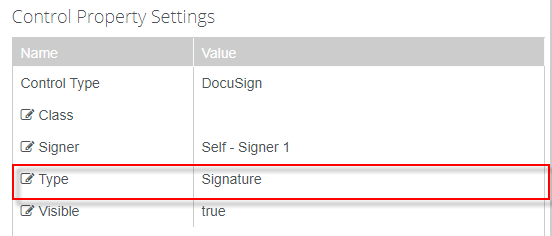 Control Property Settings
Name Value
Control Type DocuSign
Class
Signer Self - Signer 1
Type Signature
Visible true